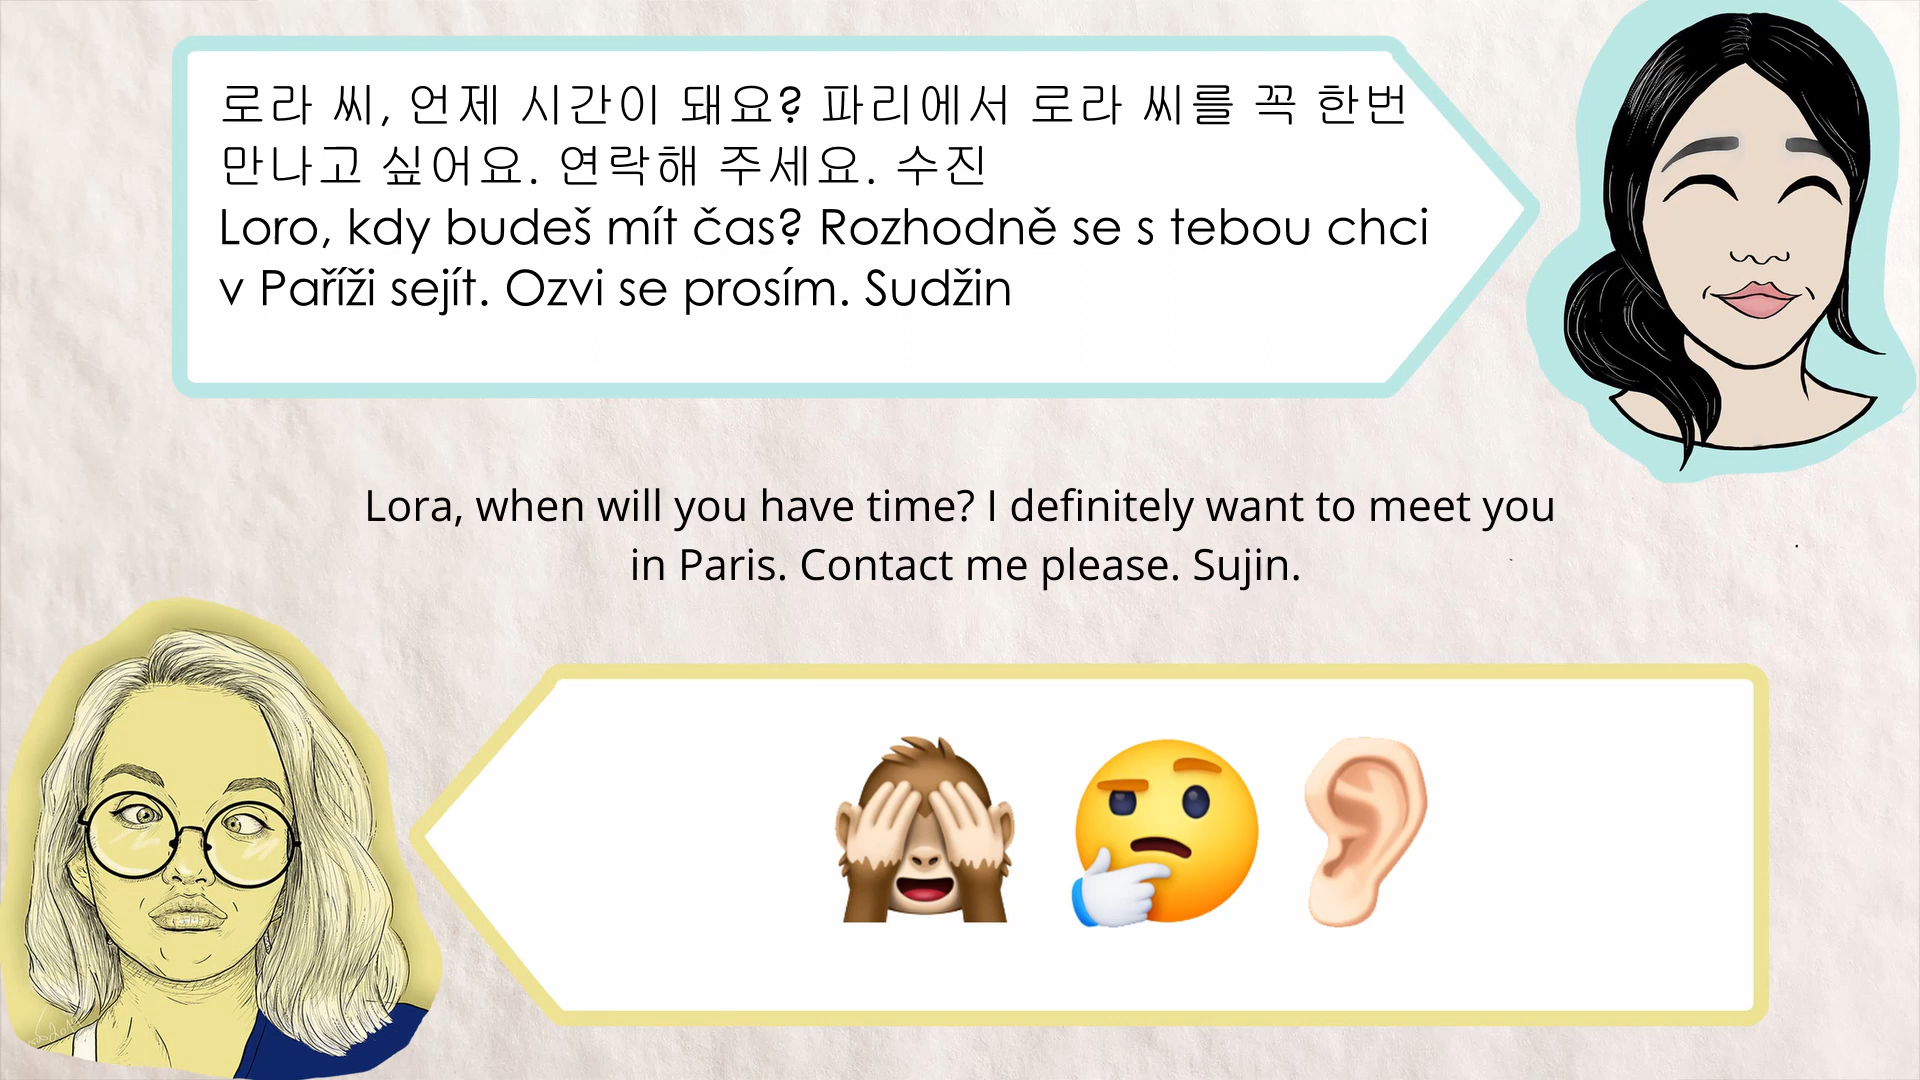 로라 씨, 언제 시간이 돼요? 파리에서 로라 씨를 꼭 한번
만나고 싶어요. 연락해 주세요. 수진
Loro, kdy budeš mít čas? Rozhodně se s tebou chci
v Paříži sejít. Ozvi se prosím. Sudžin
Lora, when will you have time? I definitely want to meet you
in Paris. Contact me please. Sujin.